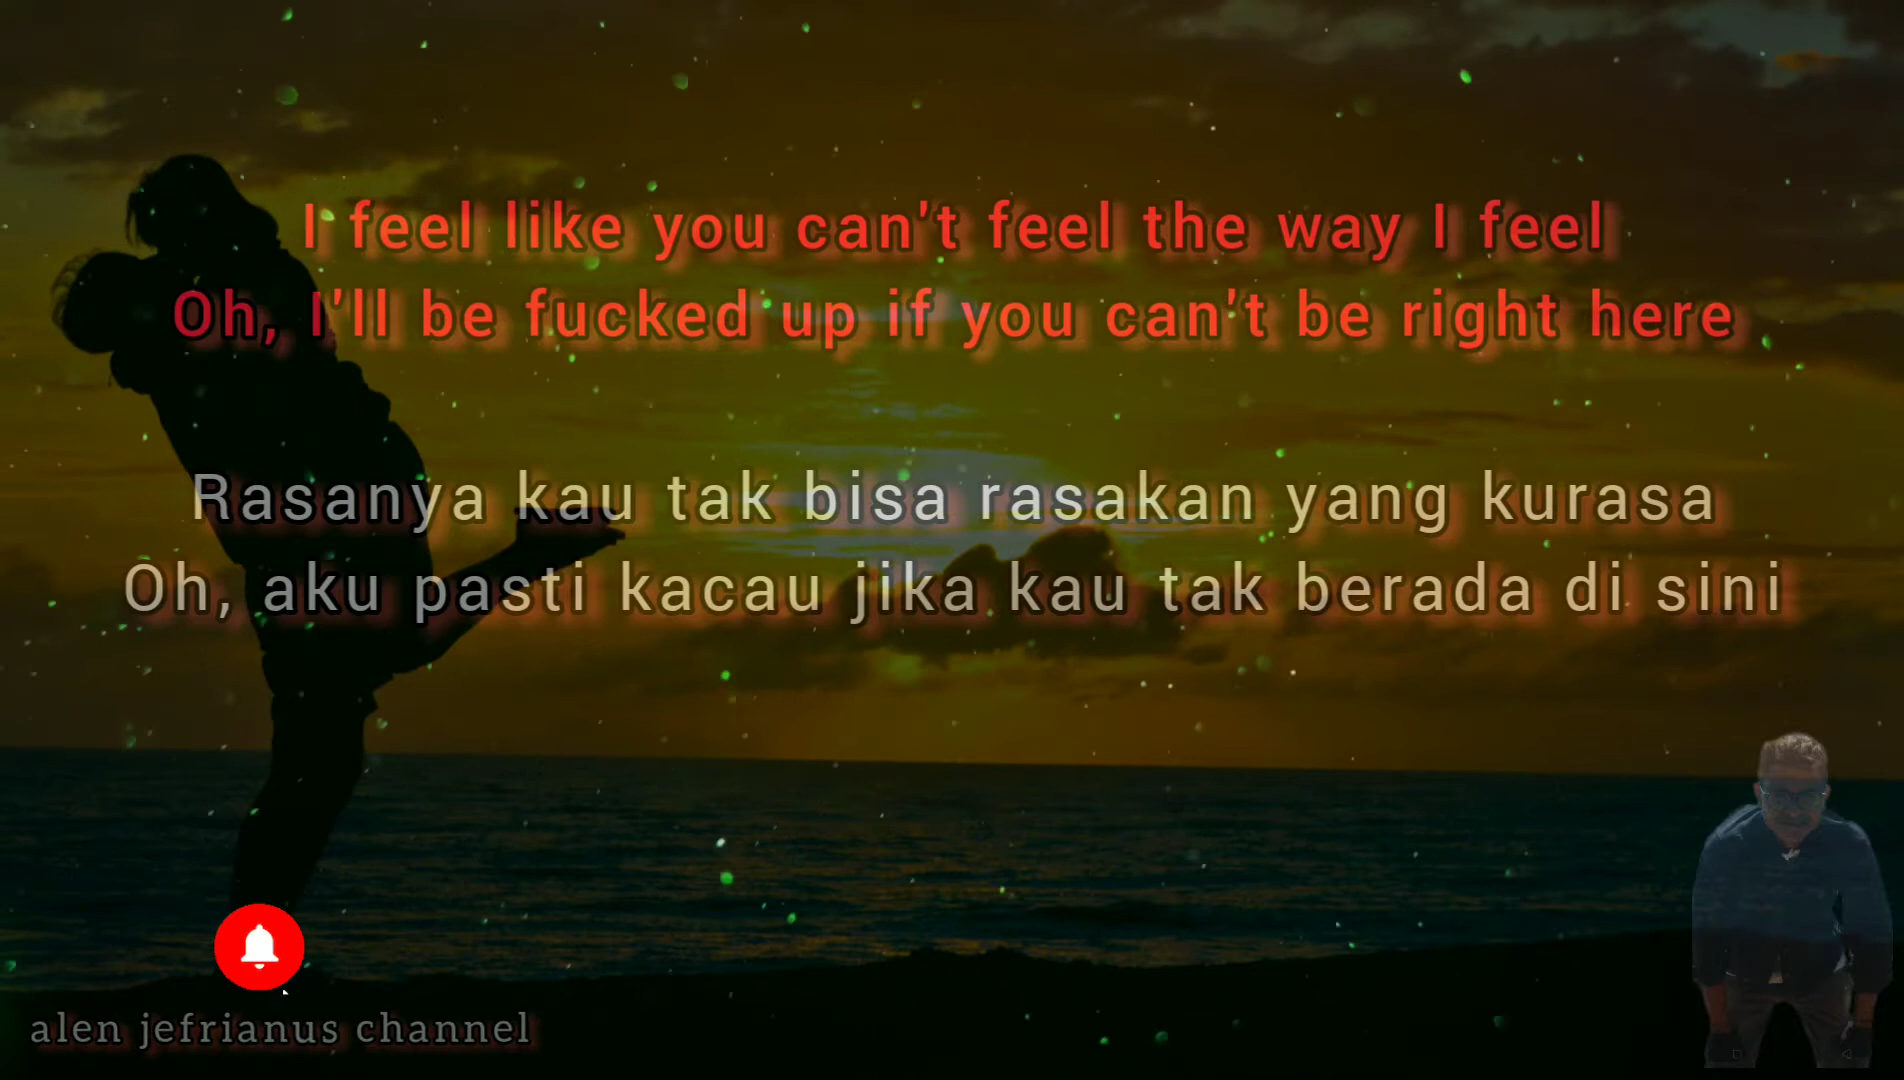 I feel like you can't feel the way I feel
Oh, I'll be fucked up if you can't be right here
Rasanya kau tak bisa rasakan yang kurasa
Oh, aku pasti kacau jika kau tak berada di sini
alen jefrianus channel